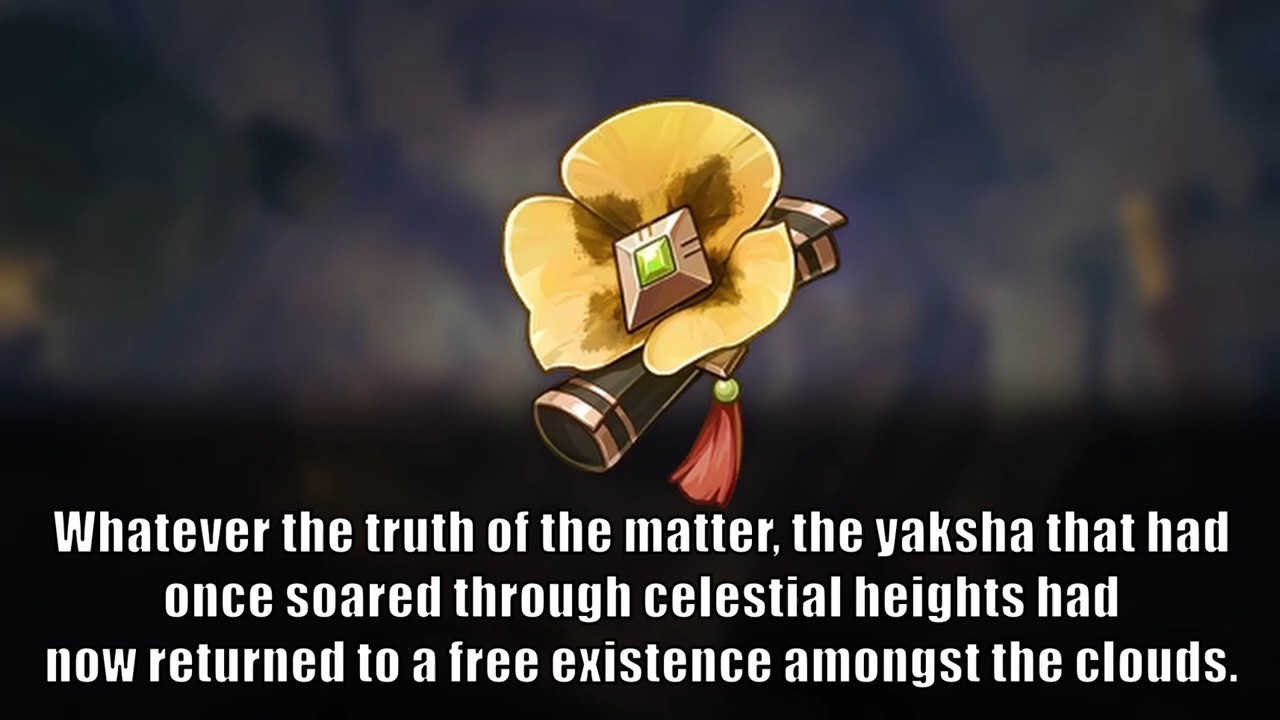 Whatever the truth of the matter, the yaksha that had
once soared through celestial heights had
now returned to a free existence amongst the clouds.